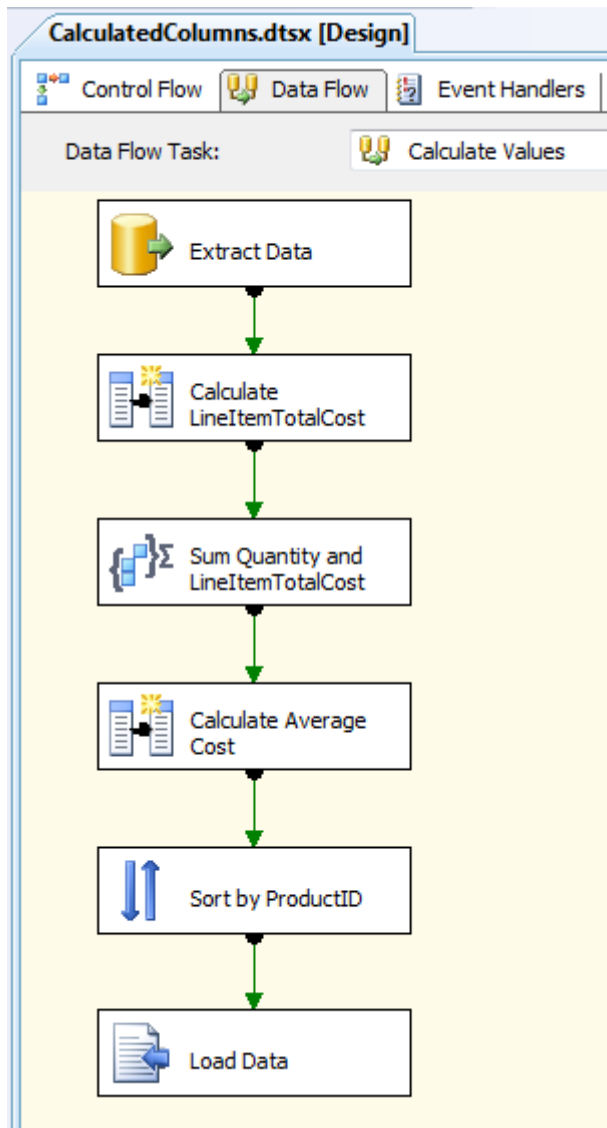 CalculatedColumns.dtsx [Design]
Control Flow
Data Flow
Event Handlers
Data Flow Task:
Calculate Values
Extract Data
Calculate
LineItemTotalCost
Sum Quantity and
LineItemTotalCost
Calculate Average
Cost
Sort by ProductID
Load Data